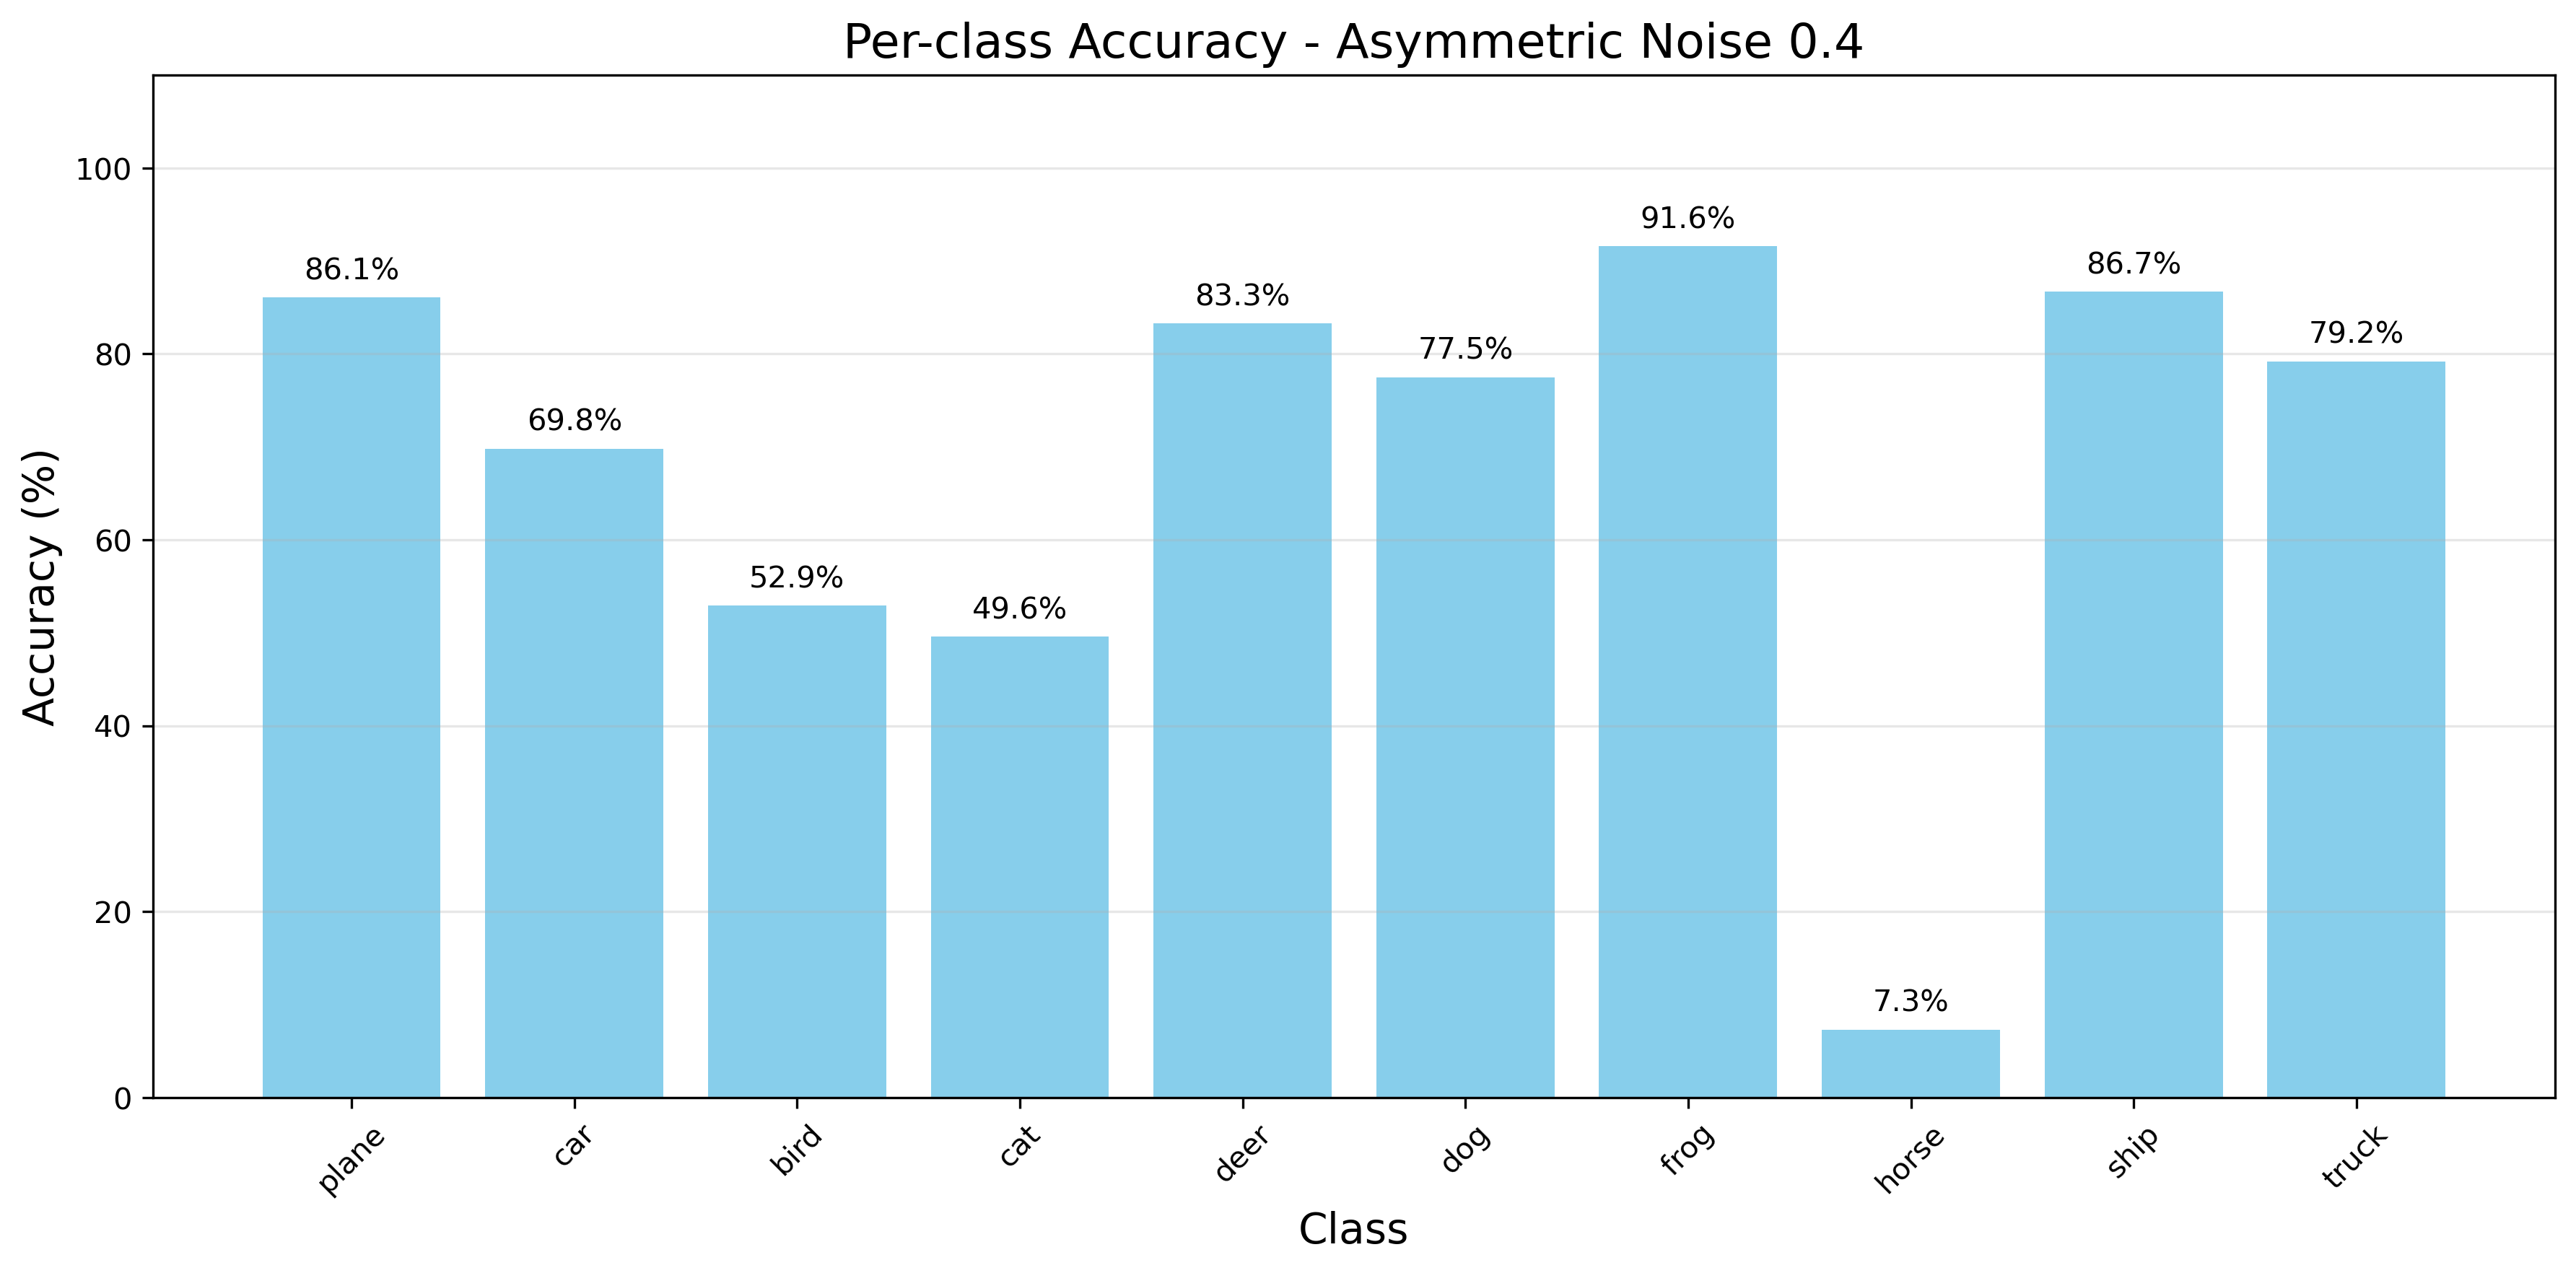 Per-class Accuracy - Asymmetric Noise 0.4
Accuracy (%)
100
80
60
40
20
0
86.1%
69.8%
52.9%
49.6%
83.3%
77.5%
91.6%
7.3%
86.7%
79.2%
plane
car
bird
cat
deer
dog
frog
horse
ship
truck
Class